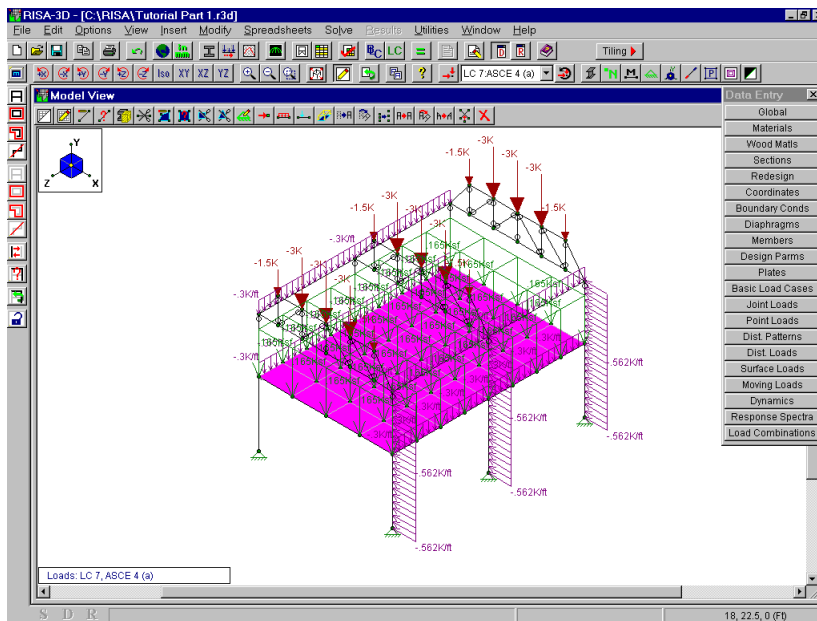 RISA-3D - [C:\RISA\Tutorial Part 1.r3d]
File Edit Options View Insert Modify Spreadsheets Solve Results Utilities Window Help
Tiling
Iso XY XZ YZ
LC 7:ASCE 4 (a)
Model View
Data Entry
Global
Materials
Wood Matls
Sections
Redesign
Coordinates
Boundary Conds
Diaphragms
Members
Design Parms
Plates
Basic Load Cases
Joint Loads
Point Loads
Dist. Patterns
Dist. Loads
Surface Loads
Moving Loads
Dynamics
Response Spectra
Load Combinations
Y
Z
X
-3K
-1.5K
-3K
-3K
-1.5K
-3K
-1.5K
-3K
-.3K/ft
-3K
-3K
-1.5K
-3K
-3K
-.3K/ft
-.3K/ft
-.562K/ft
-.562K/ft
-.562K/ft
-.562K/ft
-.562K/ft
-.562K/ft
Loads: LC 7, ASCE 4 (a)
S D R
18, 22.5, 0 (Ft)